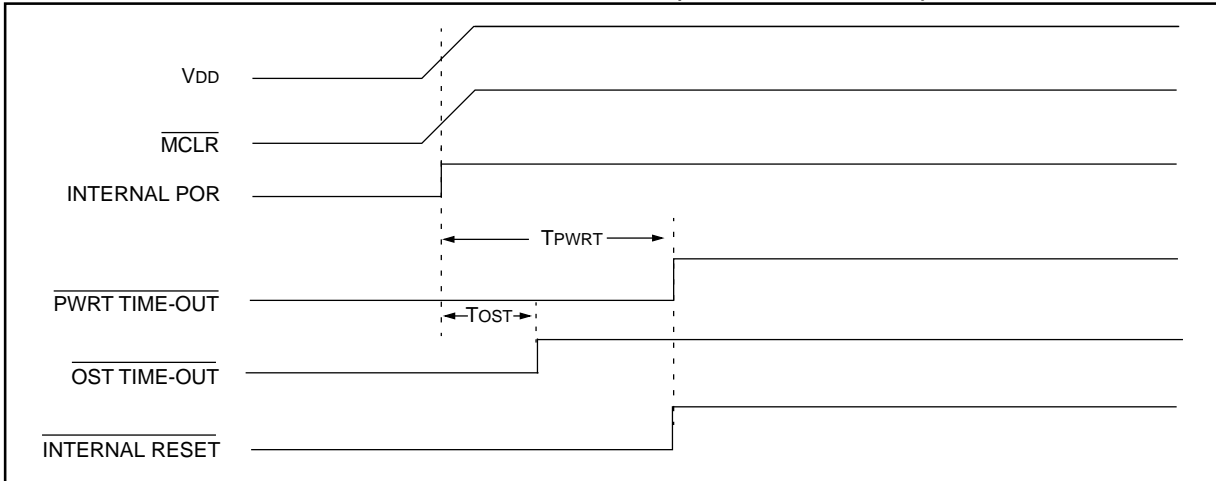 VDD
MCLR
INTERNAL POR
TPWRT
PWRT TIME-OUT
TOST
OST TIME-OUT
INTERNAL RESET